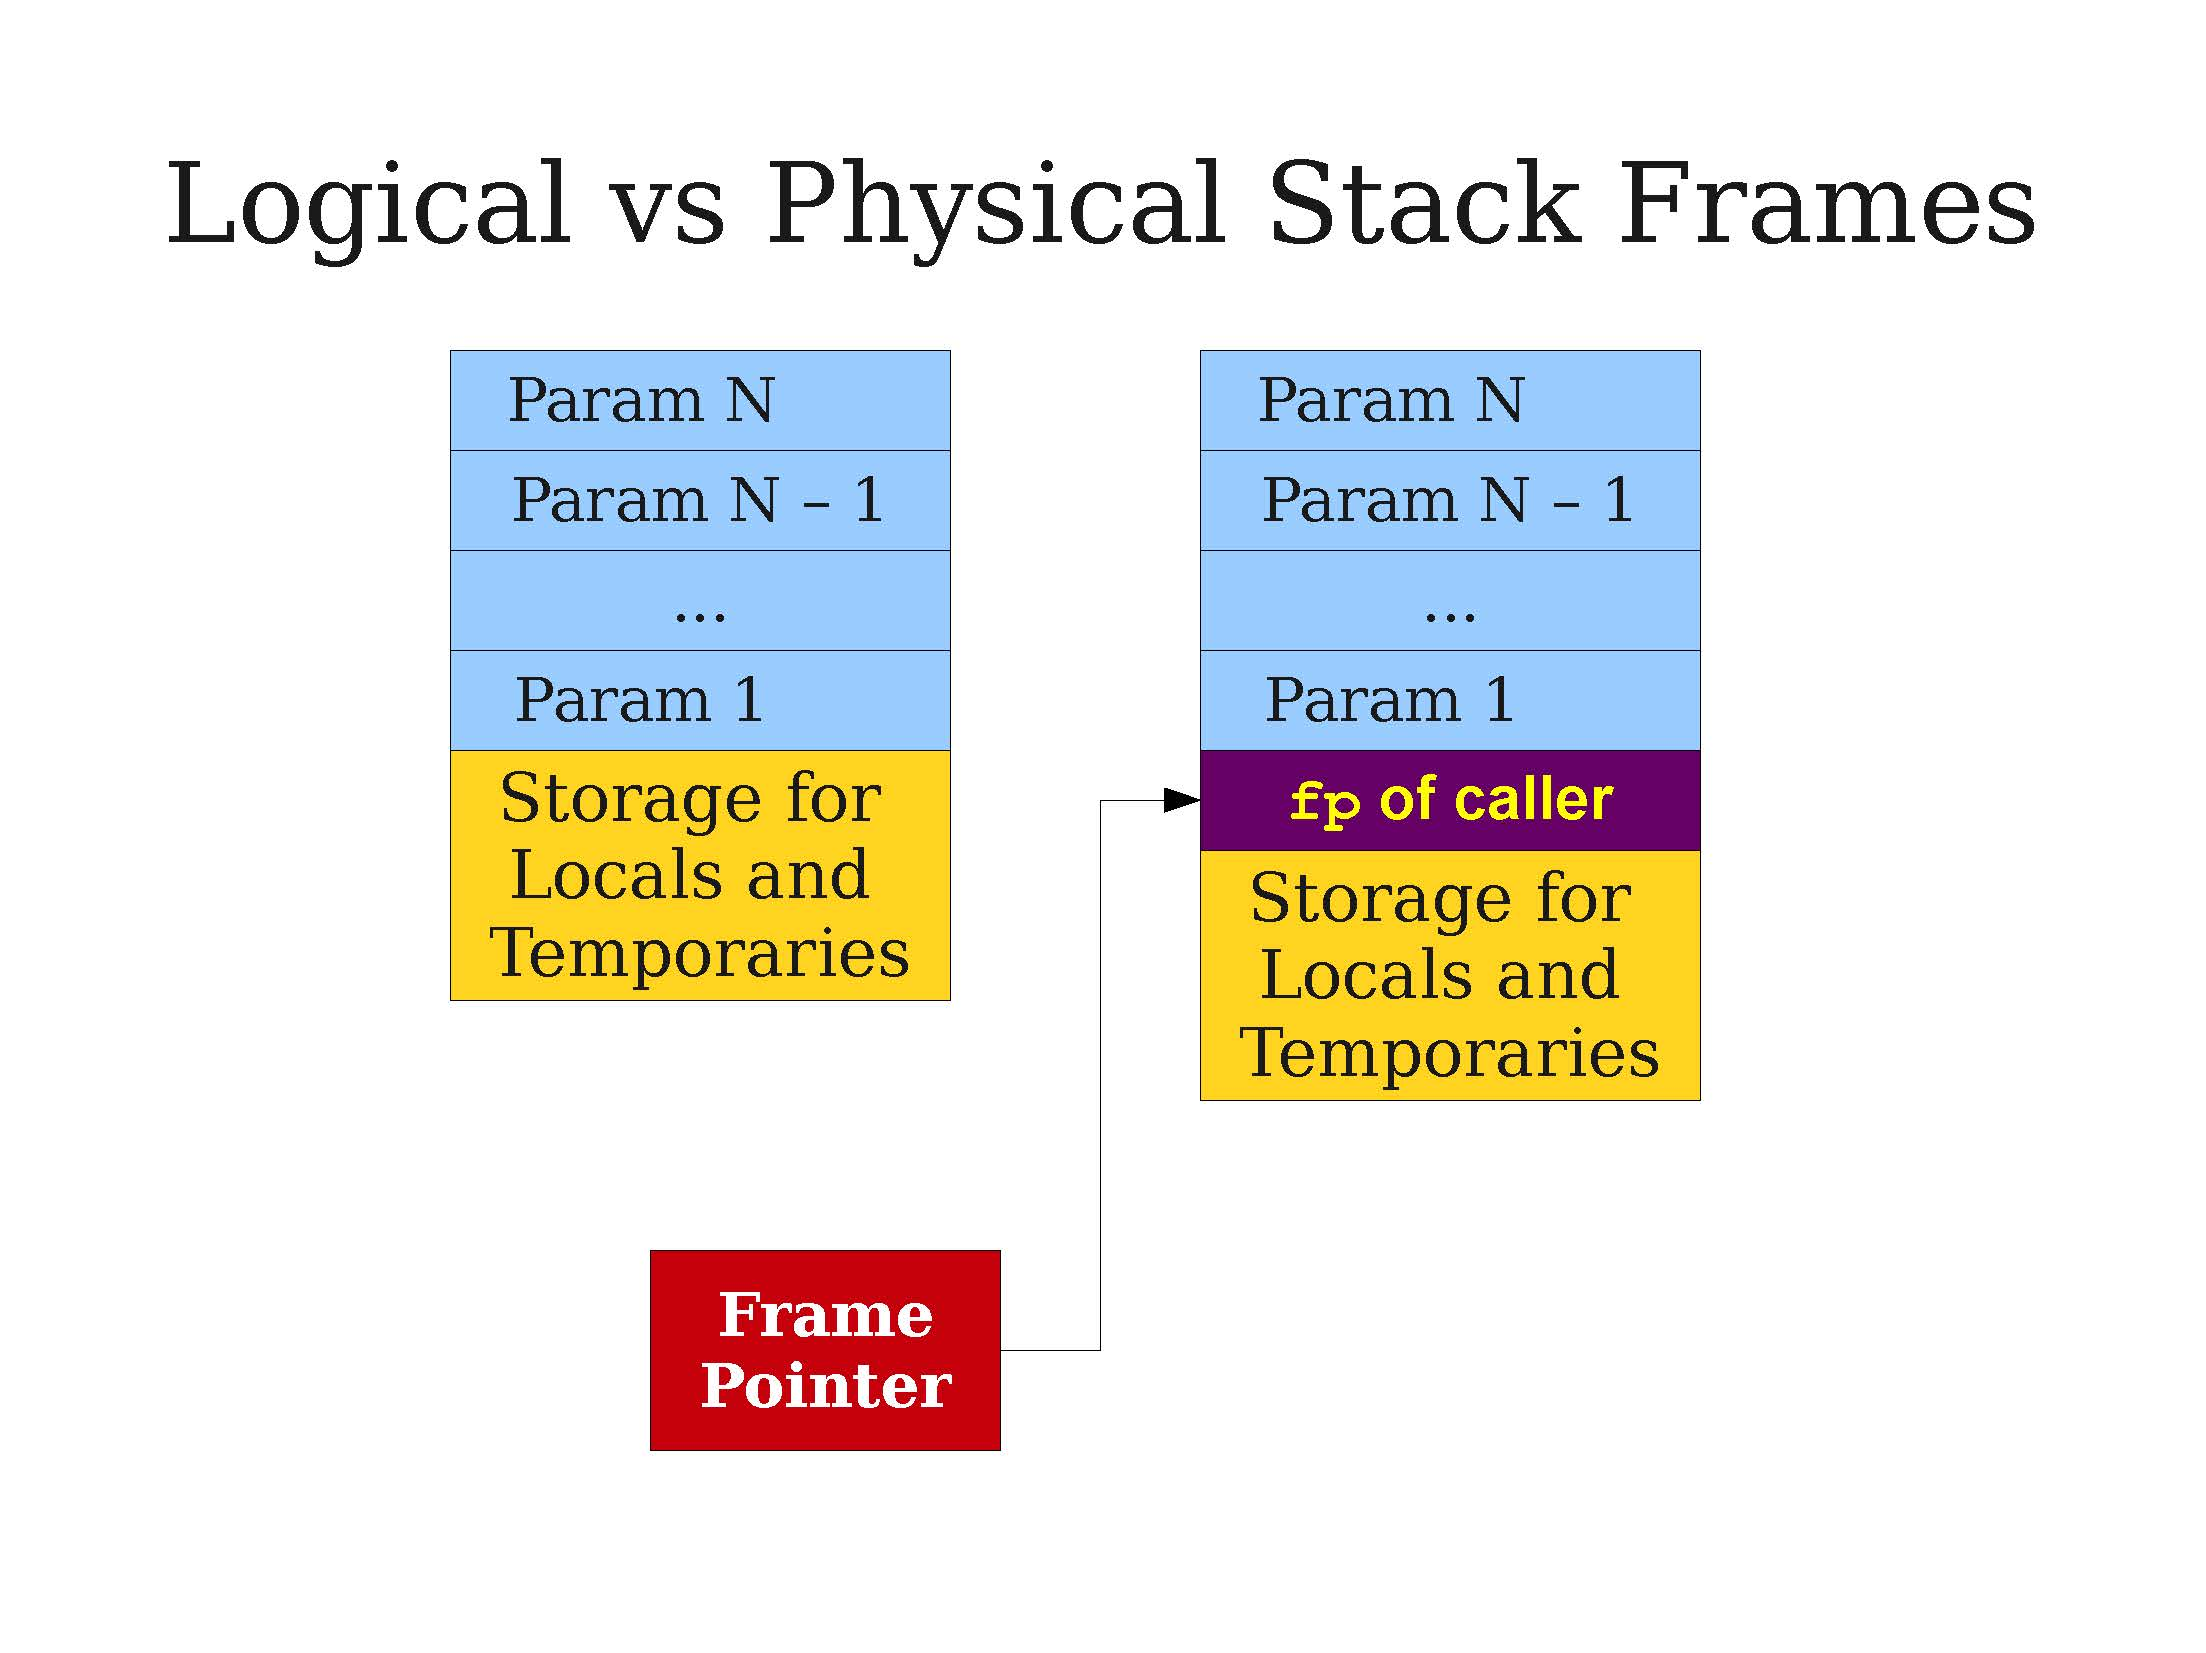 Logical vs Physical Stack Frames
Param N
Param N – 1
...
Param 1
Storage for
Locals and
Temporaries
Param N
Param N – 1
...
Param 1
fp of caller
Storage for
Locals and
Temporaries
Frame
Pointer